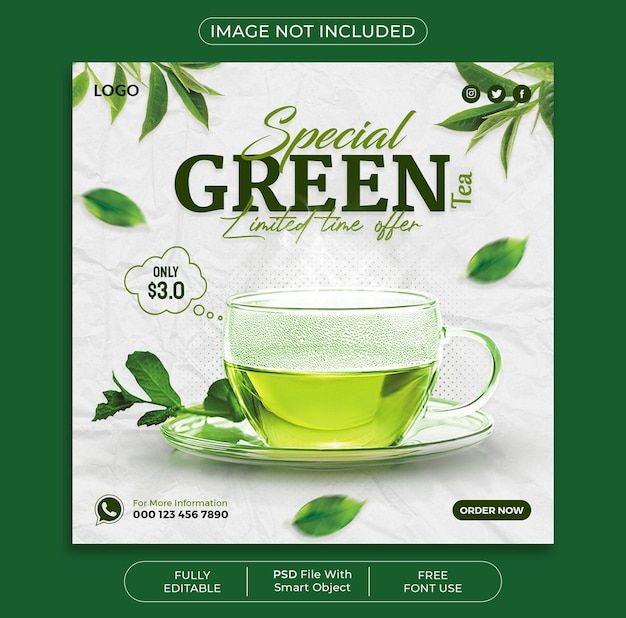 IMAGE NOT INCLUDED
LOGO
Special
GREEN
Tea
Limited time offer
ONLY
$3.0
For More Information
000 123 456 7890
ORDER NOW
FULLY
EDITABLE
PSD File With
Smart Object
FREE
FONT USE